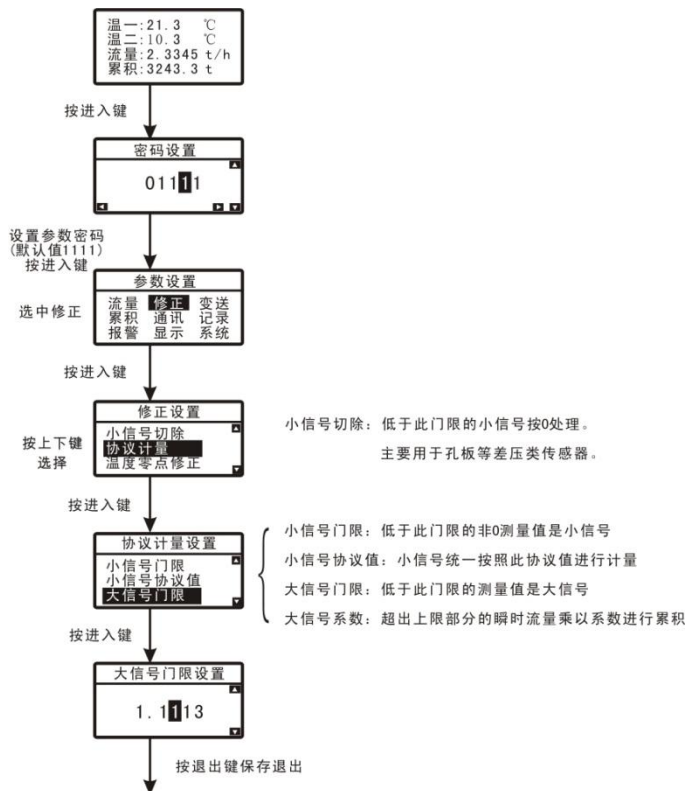 温一:21.3 ℃
温二:10.3 ℃
流量:2.3345 t/h
累积:3243.3 t
按进入键
密码设置
01111
设置参数密码
(默认值1111)
按进入键
参数设置
选中修正
流量 修正 变送
累积 通讯 记录
报警 显示 系统
按进入键
修正设置
小信号切除
协议计量
温度零点修正
按上下键
选择
小信号切除：低于此门限的小信号按0处理。
主要用于孔板等差压类传感器。
按进入键
协议计量设置
小信号门限
小信号协议值
大信号门限
小信号门限：低于此门限的非0测量值是小信号
小信号协议值：小信号统一按照此协议值进行计量
大信号门限：低于此门限的测量值是大信号
大信号系数：超出上限部分的瞬时流量乘以系数进行累积
按进入键
大信号门限设置
1.1113
按退出键保存退出